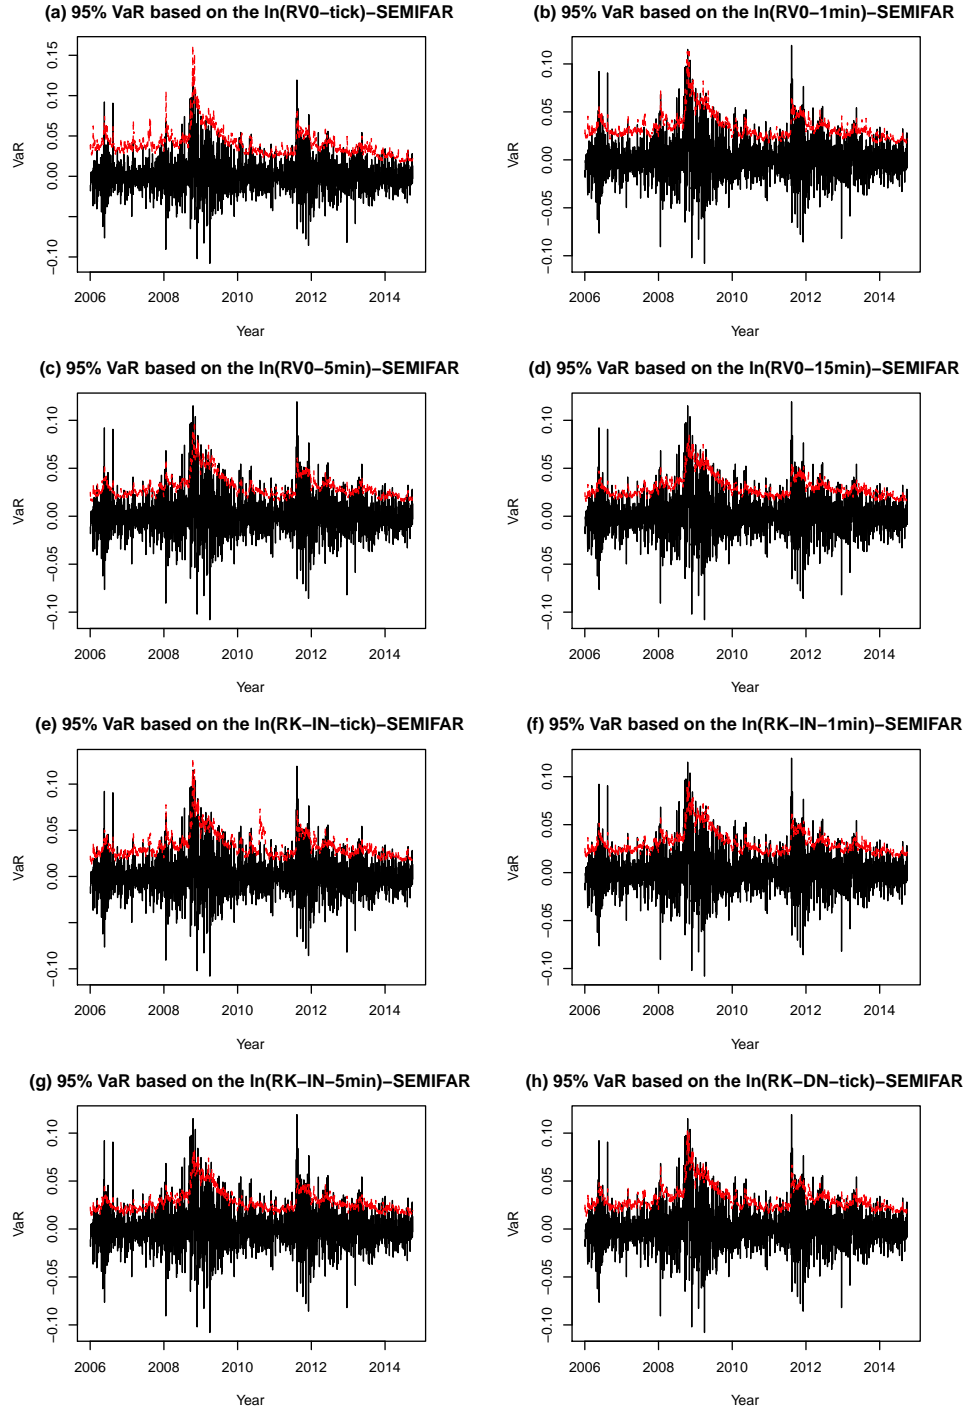 (a) 95% VaR based on the ln(RV0−tick)−SEMIFAR
VaR
0.15
0.10
0.05
0.00
−0.10
2006 2008 2010 2012 2014
Year
(b) 95% VaR based on the ln(RV0−1min)−SEMIFAR
VaR
0.10
0.05
0.00
−0.05
−0.10
2006 2008 2010 2012 2014
Year
(c) 95% VaR based on the ln(RV0−5min)−SEMIFAR
VaR
0.10
0.05
0.00
−0.05
−0.10
2006 2008 2010 2012 2014
Year
(d) 95% VaR based on the ln(RV0−15min)−SEMIFAR
VaR
0.10
0.05
0.00
−0.05
−0.10
2006 2008 2010 2012 2014
Year
(e) 95% VaR based on the ln(RK−IN−tick)−SEMIFAR
VaR
0.10
0.05
0.00
−0.10
2006 2008 2010 2012 2014
Year
(f) 95% VaR based on the ln(RK−IN−1min)−SEMIFAR
VaR
0.10
0.05
0.00
−0.05
−0.10
2006 2008 2010 2012 2014
Year
(g) 95% VaR based on the ln(RK−IN−5min)−SEMIFAR
VaR
0.10
0.05
0.00
−0.05
−0.10
2006 2008 2010 2012 2014
Year
(h) 95% VaR based on the ln(RK−DN−tick)−SEMIFAR
VaR
0.10
0.05
0.00
−0.05
−0.10
2006 2008 2010 2012 2014
Year